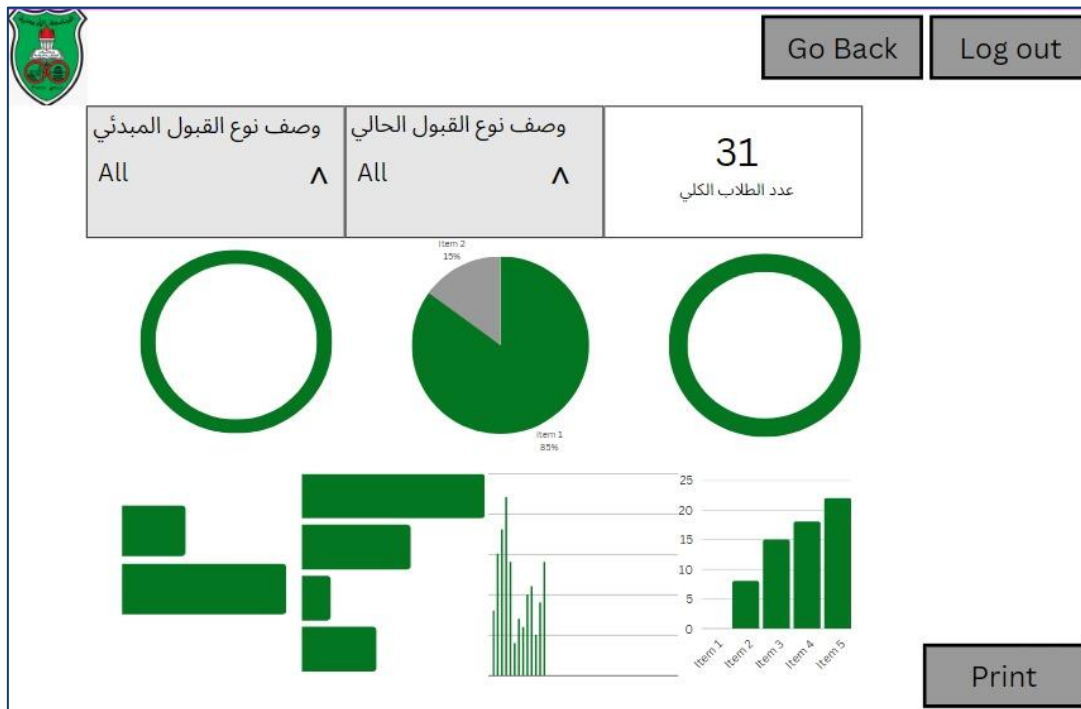 Go Back
Log out
وصف نوع القبول المبدئي
All
^
وصف نوع القبول الحالي
All
^
31
عدد الطلاب الكلي
Item 2
15%
Item 1
85%
25
20
15
10
5
0
Item 1
Item 2
Item 3
Item 4
Item 5
Print